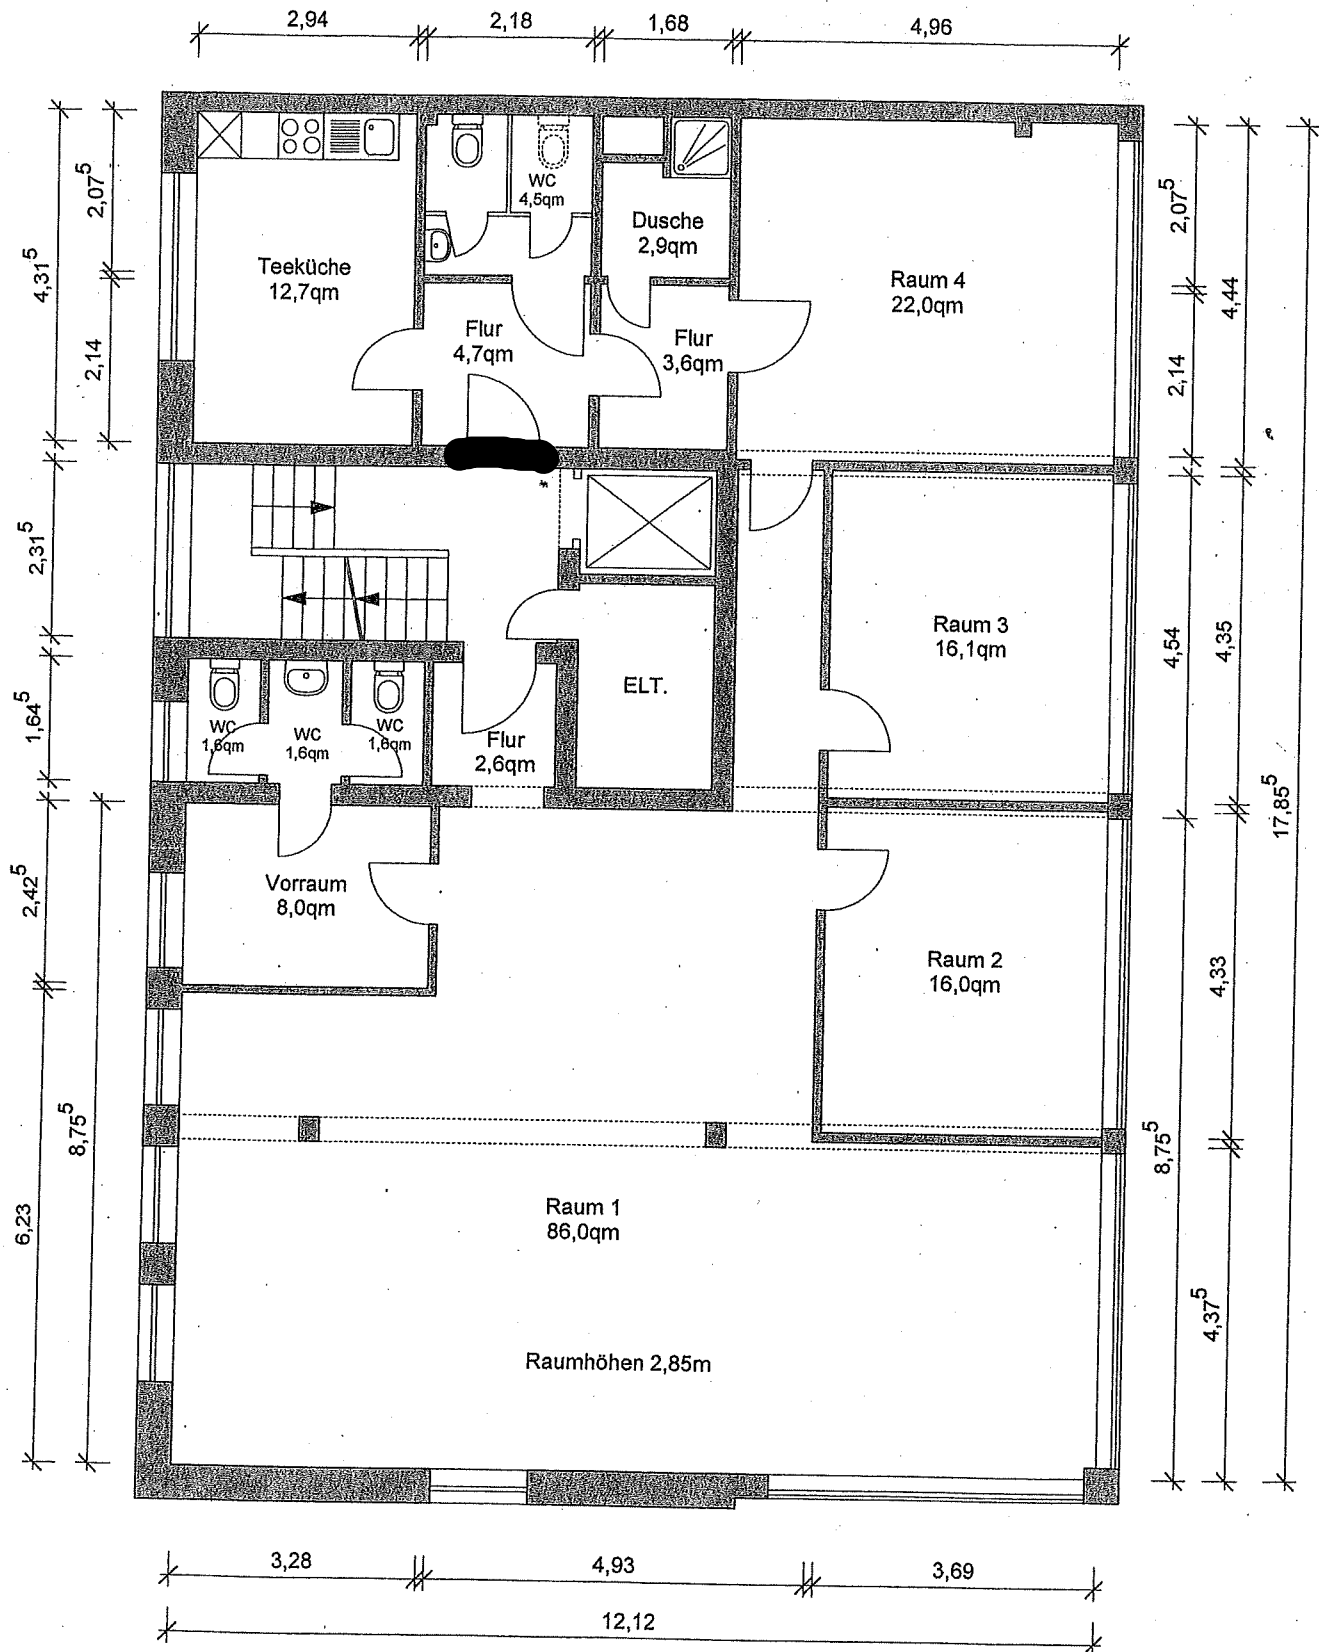 2,94
2,18
1,68
4,96
2,07⁵
4,31⁵
2,14
2,31⁵
1,64⁵
2,42⁵
8,75⁵
6,23
Teeküche
12,7qm
WC
4,5qm
Dusche
2,9qm
Raum 4
22,0qm
Flur
4,7qm
Flur
3,6qm
*
Raum 3
16,1qm
ELT.
WC
1,6qm
WC
1,6qm
WC
1,6qm
Flur
2,6qm
Vorraum
8,0qm
Raum 2
16,0qm
Raum 1
86,0qm
Raumhöhen 2,85m
2,07⁵
4,44
2,14
4,54
4,35
17,85⁵
4,33
8,75⁵
4,37⁵
3,28
4,93
3,69
12,12